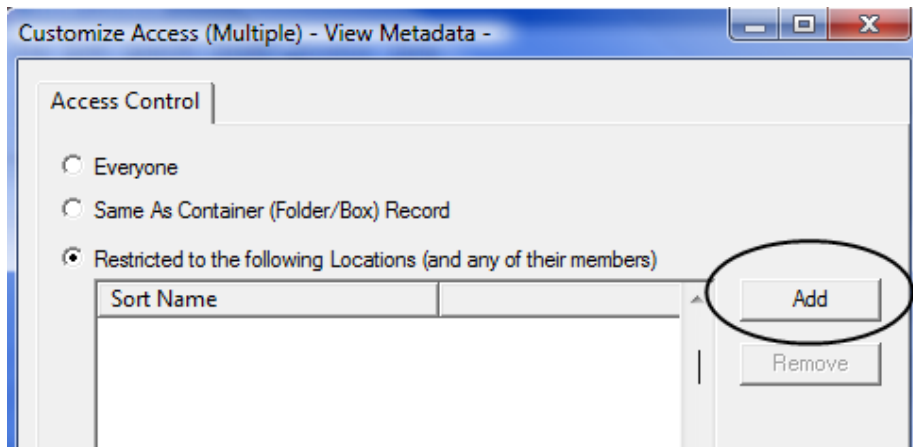 Customize Access (Multiple) - View Metadata -
Access Control
Everyone
Same As Container (Folder/Box) Record
Restricted to the following Locations (and any of their members)
Sort Name
Add
Remove